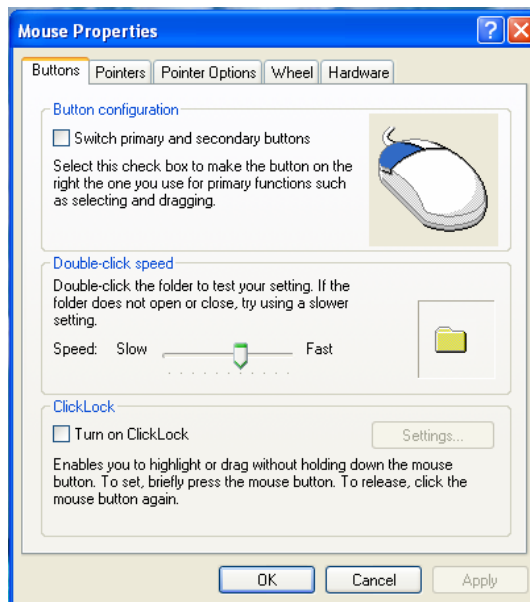 Mouse Properties
Buttons Pointers Pointer Options Wheel Hardware
Button configuration
Switch primary and secondary buttons
Select this check box to make the button on the
right the one you use for primary functions such
as selecting and dragging.
Double-click speed
Double-click the folder to test your setting. If the
folder does not open or close, try using a slower
setting.
Speed: Slow Fast
ClickLock
Turn on ClickLock Settings...
Enables you to highlight or drag without holding down the mouse
button. To set, briefly press the mouse button. To release, click the
mouse button again.
OK Cancel Apply